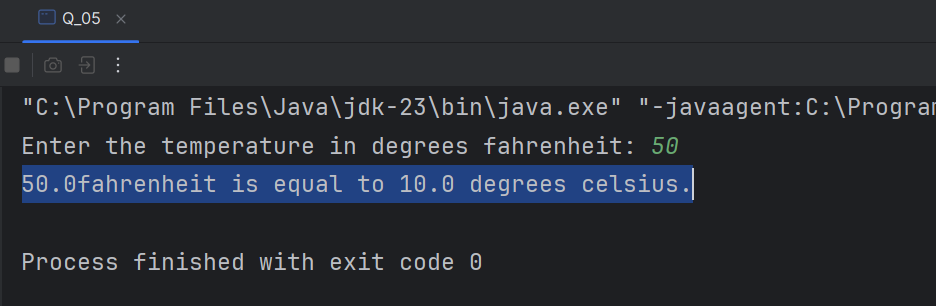 Q_05
"C:\Program Files\Java\jdk-23\bin\java.exe" "-javaagent:C:\Program
Enter the temperature in degrees fahrenheit: 50
50.0fahrenheit is equal to 10.0 degrees celsius.
Process finished with exit code 0